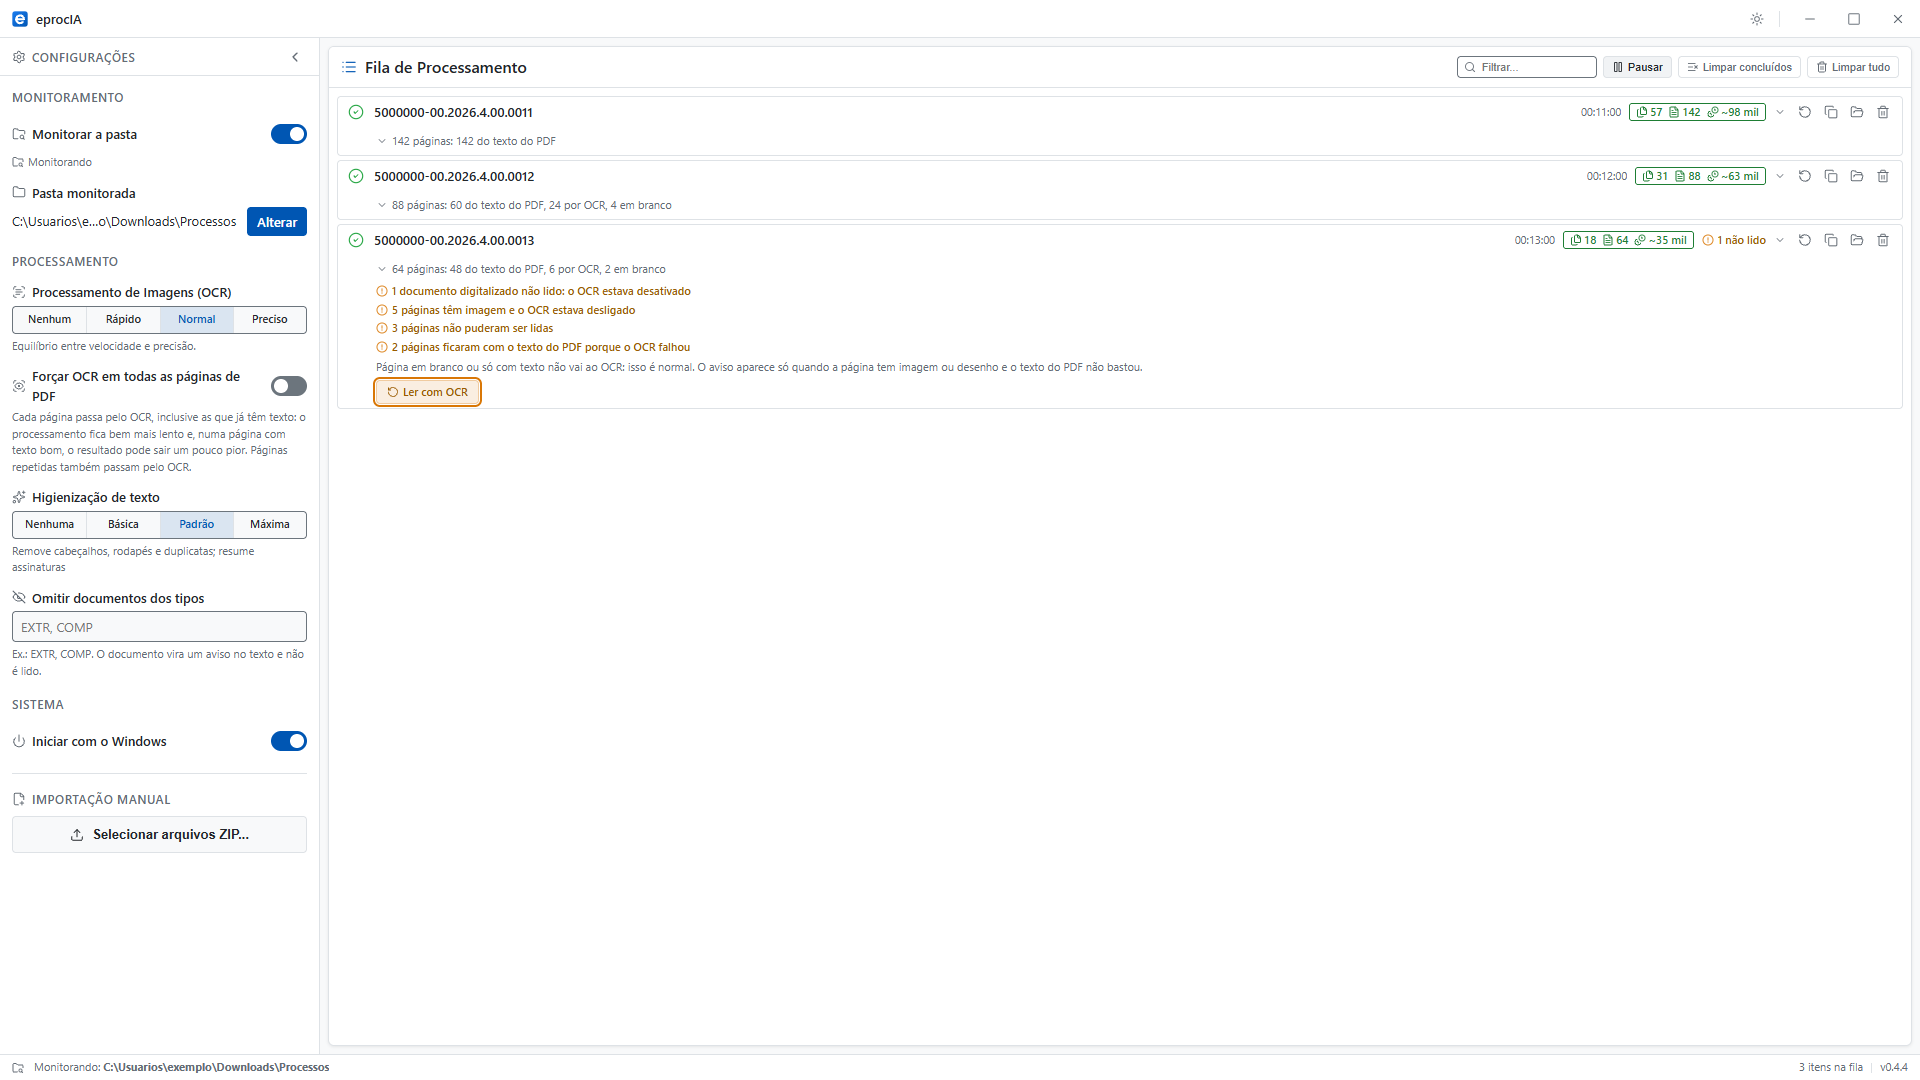 eprocIA
CONFIGURAÇÕES
MONITORAMENTO
Monitorar a pasta
Monitorando
Pasta monitorada
C:\Usuarios\e...o\Downloads\Processos
Alterar
PROCESSAMENTO
Processamento de Imagens (OCR)
Nenhum Rápido Normal Preciso
Equilíbrio entre velocidade e precisão.
Forçar OCR em todas as páginas de
PDF
Cada página passa pelo OCR, inclusive as que já têm texto: o
processamento fica bem mais lento e, numa página com
texto bom, o resultado pode sair um pouco pior. Páginas
repetidas também passam pelo OCR.
Higienização de texto
Nenhuma Básica Padrão Máxima
Remove cabeçalhos, rodapés e duplicatas; resume
assinaturas
Omitir documentos dos tipos
EXTR, COMP
Ex.: EXTR, COMP. O documento vira um aviso no texto e não
é lido.
SISTEMA
Iniciar com o Windows
IMPORTAÇÃO MANUAL
Selecionar arquivos ZIP...
Fila de Processamento
Filtrar...
Pausar
Limpar concluídos
Limpar tudo
5000000-00.2026.4.00.0011
00:11:00 57 142 ~98 mil
142 páginas: 142 do texto do PDF
5000000-00.2026.4.00.0012
00:12:00 31 88 ~63 mil
88 páginas: 60 do texto do PDF, 24 por OCR, 4 em branco
5000000-00.2026.4.00.0013
00:13:00 18 64 ~35 mil 1 não lido
64 páginas: 48 do texto do PDF, 6 por OCR, 2 em branco
1 documento digitalizado não lido: o OCR estava desativado
5 páginas têm imagem e o OCR estava desligado
3 páginas não puderam ser lidas
2 páginas ficaram com o texto do PDF porque o OCR falhou
Página em branco ou só com texto não vai ao OCR: isso é normal. O aviso aparece só quando a página tem imagem ou desenho e o texto do PDF não bastou.
Ler com OCR
Monitorando: C:\Usuarios\exemplo\Downloads\Processos
3 itens na fila
v0.4.4